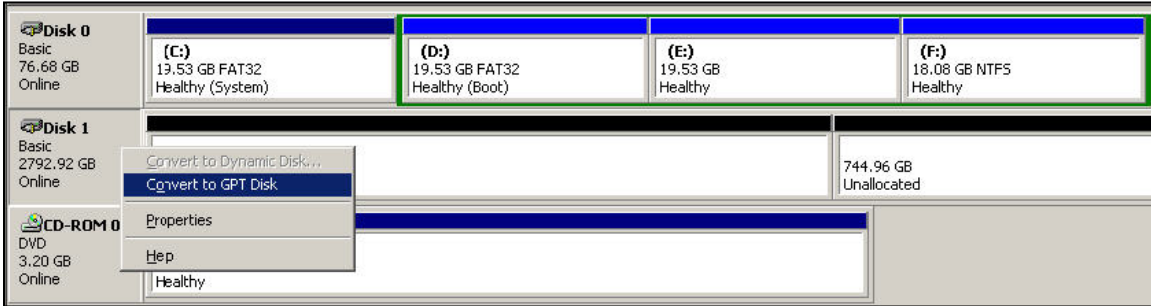 Disk 0
Basic
76.68 GB
Online
(C:)
19.53 GB FAT32
Healthy (System)
(D:)
19.53 GB FAT32
Healthy (Boot)
(E:)
19.53 GB
Healthy
(F:)
18.08 GB NTFS
Healthy
Disk 1
Basic
2792.92 GB
Online
744.96 GB
Unallocated
Convert to Dynamic Disk...
Convert to GPT Disk
Properties
Hep
CD-ROM 0
DVD
3.20 GB
Online
Healthy